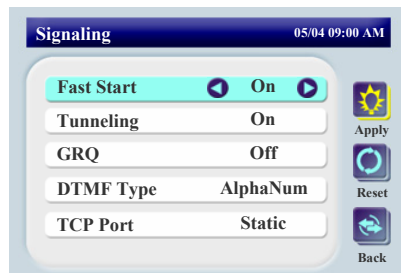 Signaling 05/04 09:00 AM
Fast Start On
Tunneling On
Apply
GRQ Off
DTMF Type AlphaNum
Reset
TCP Port Static
Back